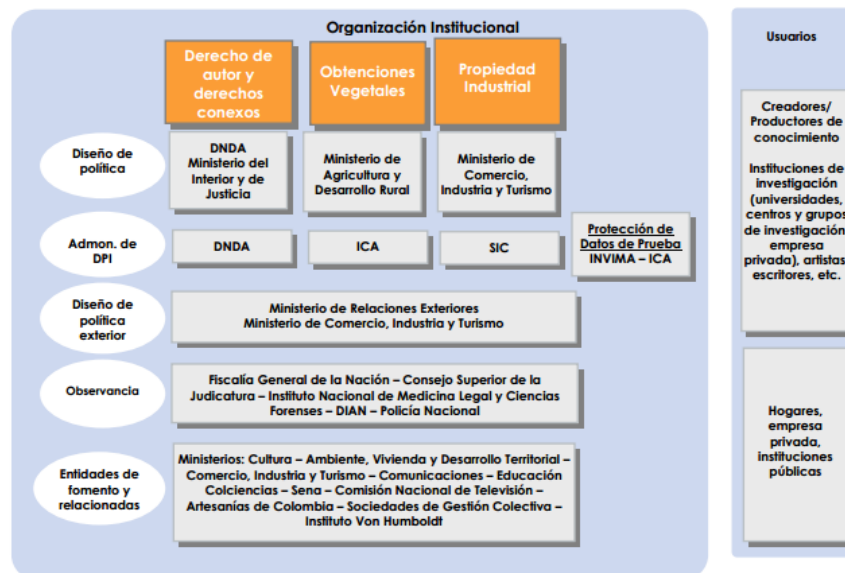 Organización Institucional
Derecho de
autor y
derechos
conexos
Obtenciones
Vegetales
Propiedad
Industrial
Diseño de
política
DNDA
Ministerio del
Interior y de
Justicia
Ministerio de
Agricultura y
Desarrollo Rural
Ministerio de
Comercio,
Industria y Turismo
Admon. de
DPI
DNDA
ICA
SIC
Protección de
Datos de Prueba
INVIMA – ICA
Diseño de
política
exterior
Ministerio de Relaciones Exteriores
Ministerio de Comercio, Industria y Turismo
Observancia
Fiscalía General de la Nación – Consejo Superior de la
Judicatura – Instituto Nacional de Medicina Legal y Ciencias
Forenses – DIAN – Policía Nacional
Entidades de
fomento y
relacionadas
Ministerios: Cultura – Ambiente, Vivienda y Desarrollo Territorial –
Comercio, Industria y Turismo – Comunicaciones – Educación
Colciencias – Sena – Comisión Nacional de Televisión –
Artesanías de Colombia – Sociedades de Gestión Colectiva –
Instituto Von Humboldt
Usuarios
Creadores/
Productores de
conocimiento
Instituciones de
investigación
(universidades,
centros y grupos
de investigación
empresa
privada), artistas
escritores, etc.
Hogares,
empresa
privada,
instituciones
públicas